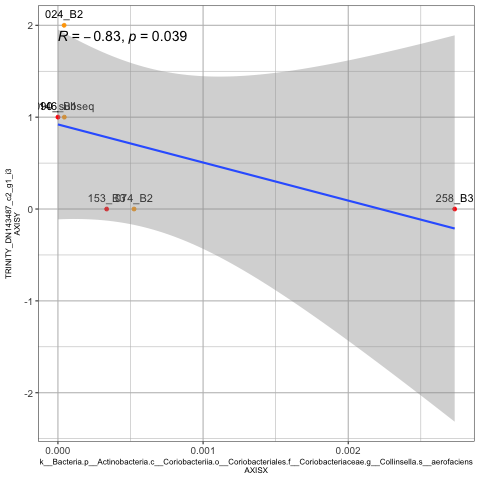 024_B2
R = −0.83, p = 0.039
153_B3
074_B2
258_B3
2
1
0
-1
-2
0.000
0.001
0.002
TRINITY_DN143487_c2_g1_i3
AXISY
k__Bacteria.p__Actinobacteria.c__Coriobacteriia.o__Coriobacteriales.f__Coriobacteriaceae.g__Collinsella.s__aerofaciens
AXISX